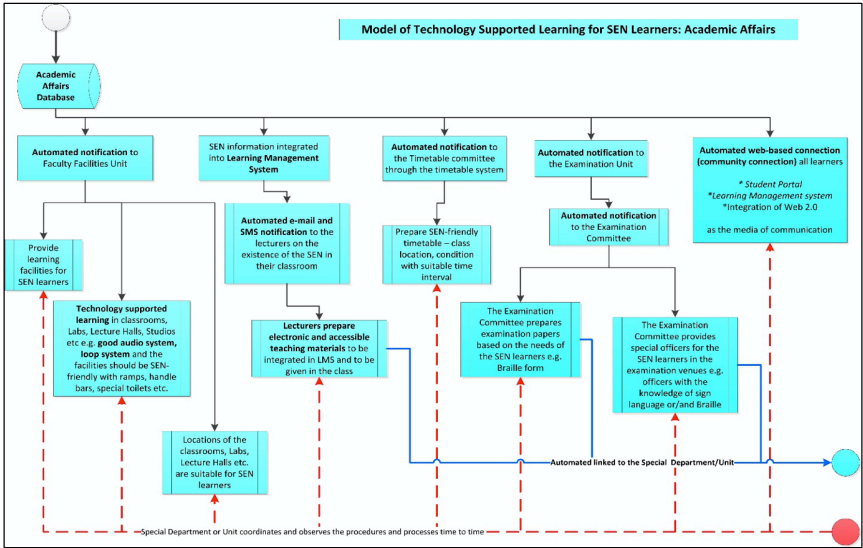 Model of Technology Supported Learning for SEN Learners: Academic Affairs
Academic
Affairs
Database
Automated notification to
Faculty Facilities Unit
SEN information integrated
into Learning Management
System
Automated notification to
the Timetable committee
through the timetable system
Automated notification to
the Examination Unit
Automated web-based connection
(community connection) all learners
* Student Portal
*Learning Management system
*Integration of Web 2.0
as the media of communication
Provide
learning
facilities for
SEN learners
Automated e-mail and
SMS notification to the
lecturers on the
existence of the SEN in
their classroom
Prepare SEN-friendly
timetable – class
location, condition
with suitable time
interval
Automated notification
to the Examination
Committee
Technology supported
learning in classrooms,
Labs, Lecture Halls, Studios
etc e.g. good audio system,
loop system and the
facilities should be SEN-
friendly with ramps, handle
bars, special toilets etc.
Lecturers prepare
electronic and accessible
teaching materials to be
integrated in LMS and to be
given in the class
The Examination
Committee prepares
examination papers
based on the needs of
the SEN learners e.g.
Braille form
The Examination
Committee provides
special officers for the
SEN learners in the
examination venues e.g.
officers with the
knowledge of sign
language or/and Braille
Locations of the
classrooms, Labs,
Lecture Halls etc.
are suitable for SEN
learners
Automated linked to the Special Department/Unit
Special Department or Unit coordinates and observes the procedures and processes time to time